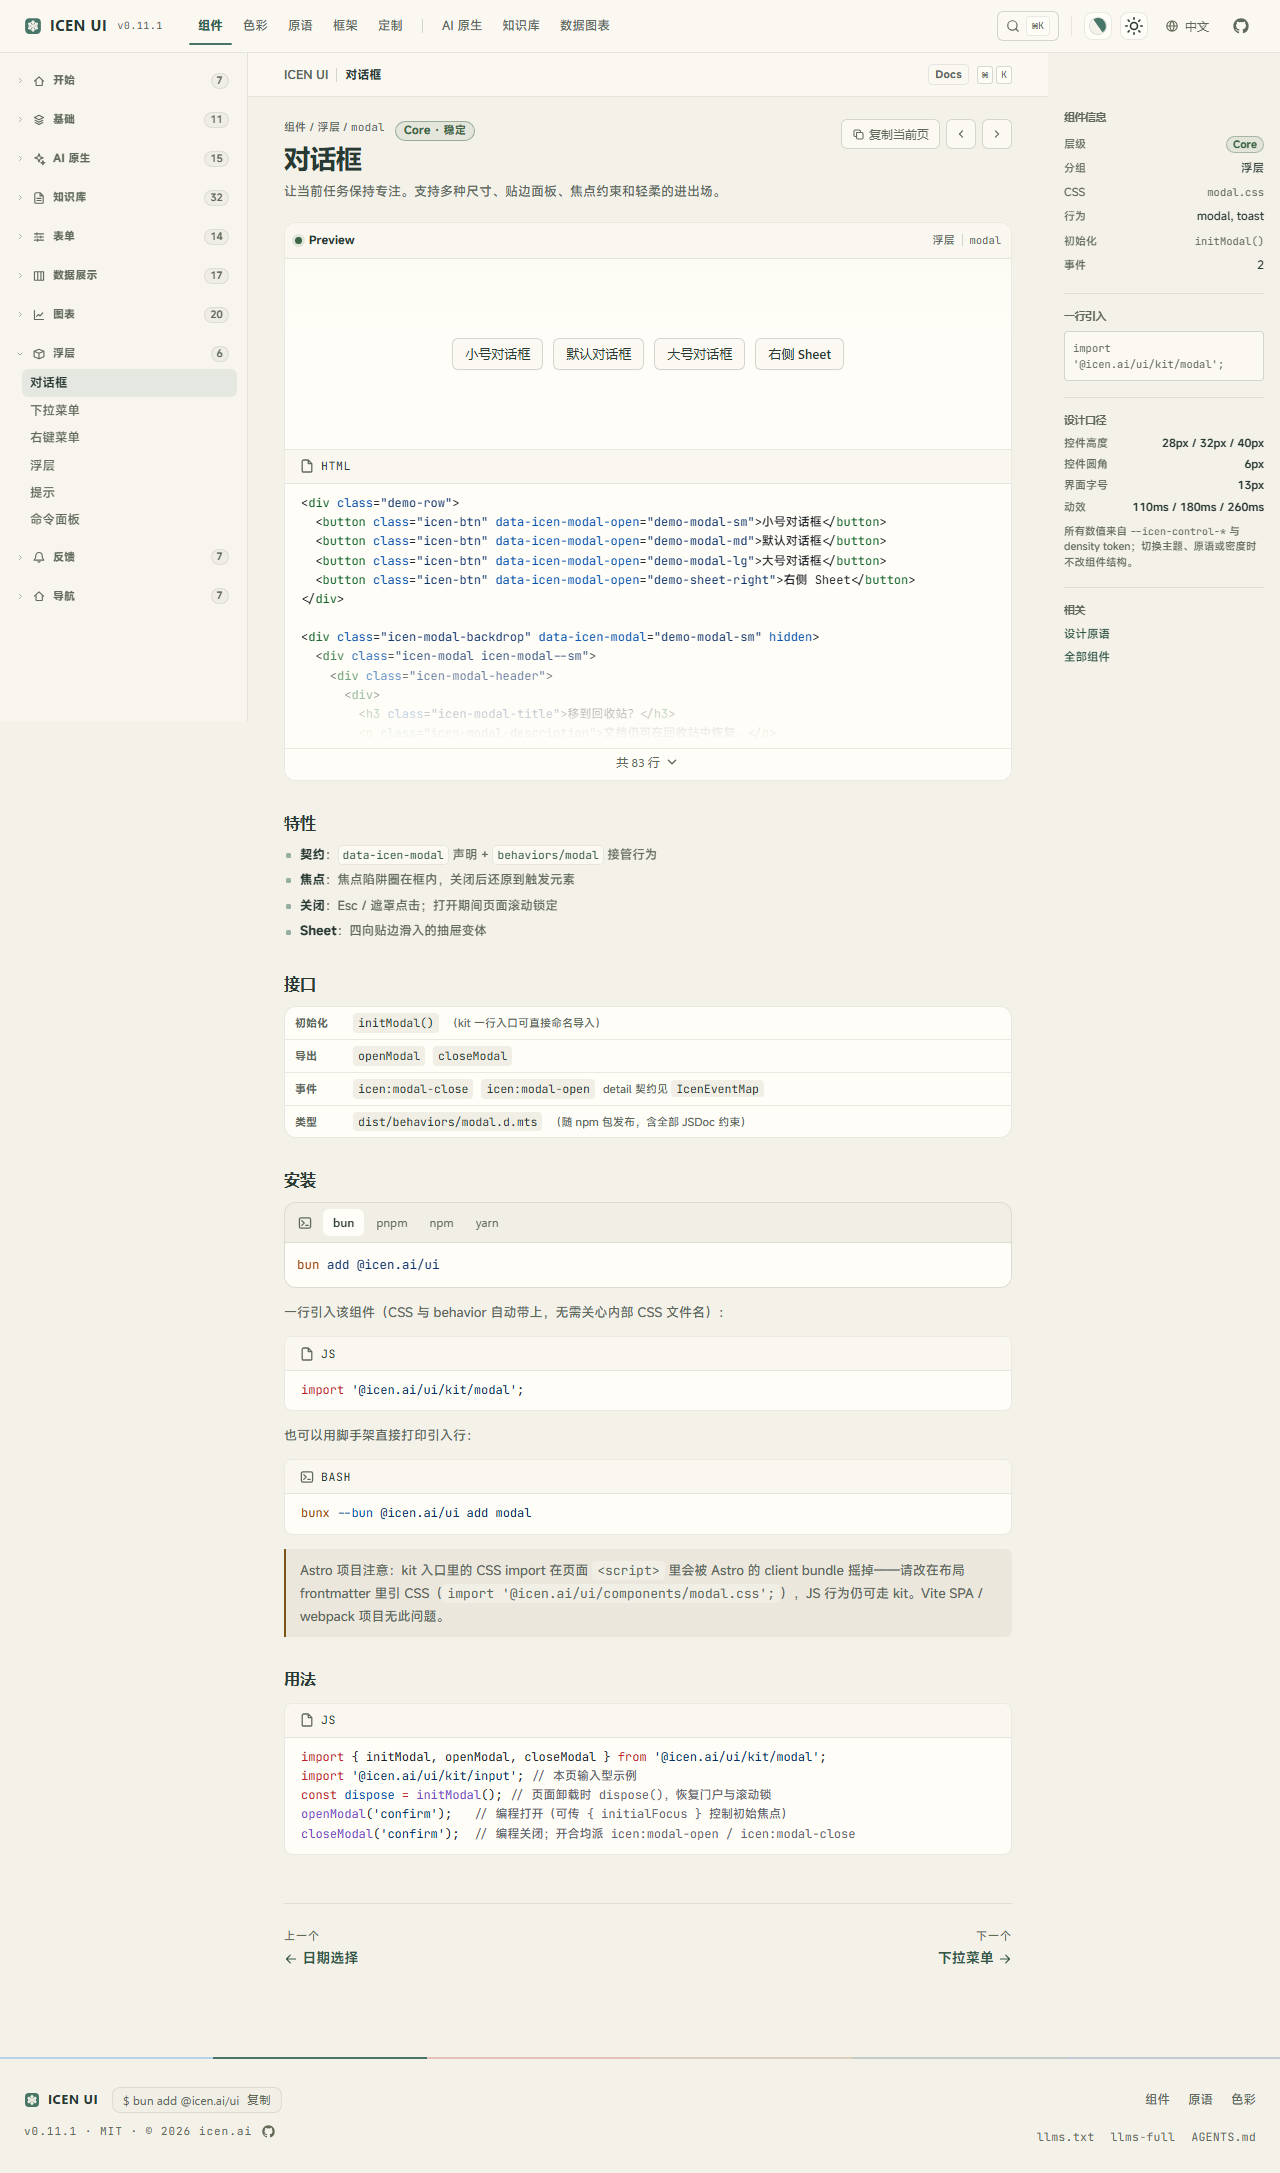 ICEN UI v0.11.1 组件 色彩 原语 框架 定制 AI 原生 知识库 数据图表 ⌘K 中文
开始 7
基础 11
AI 原生 15
知识库 32
表单 14
数据展示 17
图表 20
浮层 6
对话框
下拉菜单
右键菜单
浮层
提示
命令面板
反馈 7
导航 7
ICEN UI 对话框 Docs ⌘ K
组件 / 浮层 / modal Core · 稳定
复制当前页
对话框
让当前任务保持专注。支持多种尺寸、贴边面板、焦点约束和轻柔的进出场。
Preview 浮层 modal
小号对话框 默认对话框 大号对话框 右侧 Sheet
HTML
<div class="demo-row">
  <button class="icen-btn" data-icen-modal-open="demo-modal-sm">小号对话框</button>
  <button class="icen-btn" data-icen-modal-open="demo-modal-md">默认对话框</button>
  <button class="icen-btn" data-icen-modal-open="demo-modal-lg">大号对话框</button>
  <button class="icen-btn" data-icen-modal-open="demo-sheet-right">右侧 Sheet</button>
</div>
<div class="icen-modal-backdrop" data-icen-modal="demo-modal-sm" hidden>
  <div class="icen-modal icen-modal--sm">
    <div class="icen-modal-header">
      <div>
        <h3 class="icen-modal-title">移到回收站？</h3>
        <p class="icen-modal-description">文档仍可在回收站中恢复。</p>
共 83 行
特性
契约：data-icen-modal 声明 + behaviors/modal 接管行为
焦点：焦点陷阱圈在框内，关闭后还原到触发元素
关闭：Esc / 遮罩点击；打开期间页面滚动锁定
Sheet：四向贴边滑入的抽屉变体
接口
初始化 initModal() （kit 一行入口可直接命名导入）
导出 openModal closeModal
事件 icen:modal-close icen:modal-open detail 契约见 IcenEventMap
类型 dist/behaviors/modal.d.mts （随 npm 包发布，含全部 JSDoc 约束）
安装
bun pnpm npm yarn
bun add @icen.ai/ui
一行引入该组件（CSS 与 behavior 自动带上，无需关心内部 CSS 文件名）：
JS
import '@icen.ai/ui/kit/modal';
也可以用脚手架直接打印引入行：
BASH
bunx --bun @icen.ai/ui add modal
Astro 项目注意：kit 入口里的 CSS import 在页面 <script> 里会被 Astro 的 client bundle 摇掉——请改在布局
frontmatter 里引 CSS（ import '@icen.ai/ui/components/modal.css'; ），JS 行为仍可走 kit。Vite SPA /
webpack 项目无此问题。
用法
JS
import { initModal, openModal, closeModal } from '@icen.ai/ui/kit/modal';
import '@icen.ai/ui/kit/input'; // 本页输入型示例
const dispose = initModal(); // 页面卸载时 dispose()，恢复门户与滚动锁
openModal('confirm');   // 编程打开（可传 { initialFocus } 控制初始焦点）
closeModal('confirm');  // 编程关闭；开合均派 icen:modal-open / icen:modal-close
上一个
← 日期选择
下一个
下拉菜单 →
组件信息
层级 Core
分组 浮层
CSS modal.css
行为 modal, toast
初始化 initModal()
事件 2
一行引入
import
'@icen.ai/ui/kit/modal';
设计口径
控件高度 28px / 32px / 40px
控件圆角 6px
界面字号 13px
动效 110ms / 180ms / 260ms
所有数值来自 --icen-control-* 与
density token；切换主题、原语或密度时
不改组件结构。
相关
设计原语
全部组件
ICEN UI $ bun add @icen.ai/ui 复制
v0.11.1 · MIT · © 2026 icen.ai
组件 原语 色彩
llms.txt llms-full AGENTS.md